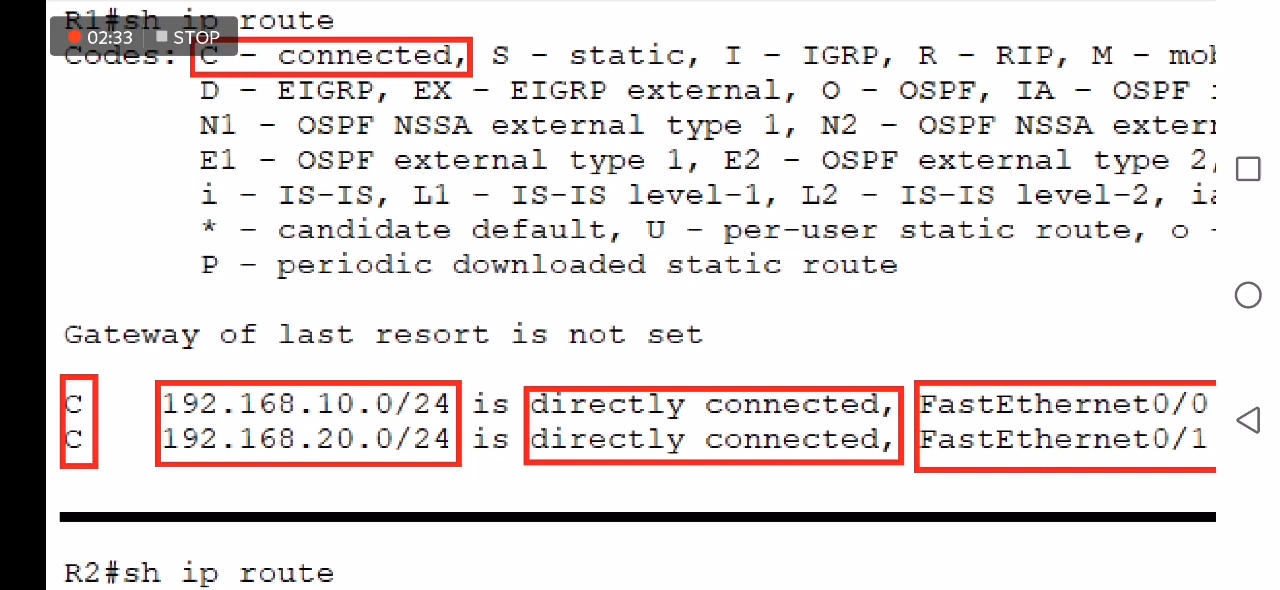 R1#sh ip route
02:33 STOP
Codes: C - connected, S - static, I - IGRP, R - RIP, M -
D - EIGRP, EX - EIGRP external, O - OSPF, IA - OSPF
N1 - OSPF NSSA external type 1, N2 - OSPF NSSA
E1 - OSPF external type 1, E2 - OSPF external type 2,
i - IS-IS, L1 - IS-IS level-1, L2 - IS-IS level-2,
* - candidate default, U - per-user static route, o -
P - periodic downloaded static route
Gateway of last resort is not set
C 192.168.10.0/24 is directly connected, FastEthernet0/0
C 192.168.20.0/24 is directly connected, FastEthernet0/1
R2#sh ip route